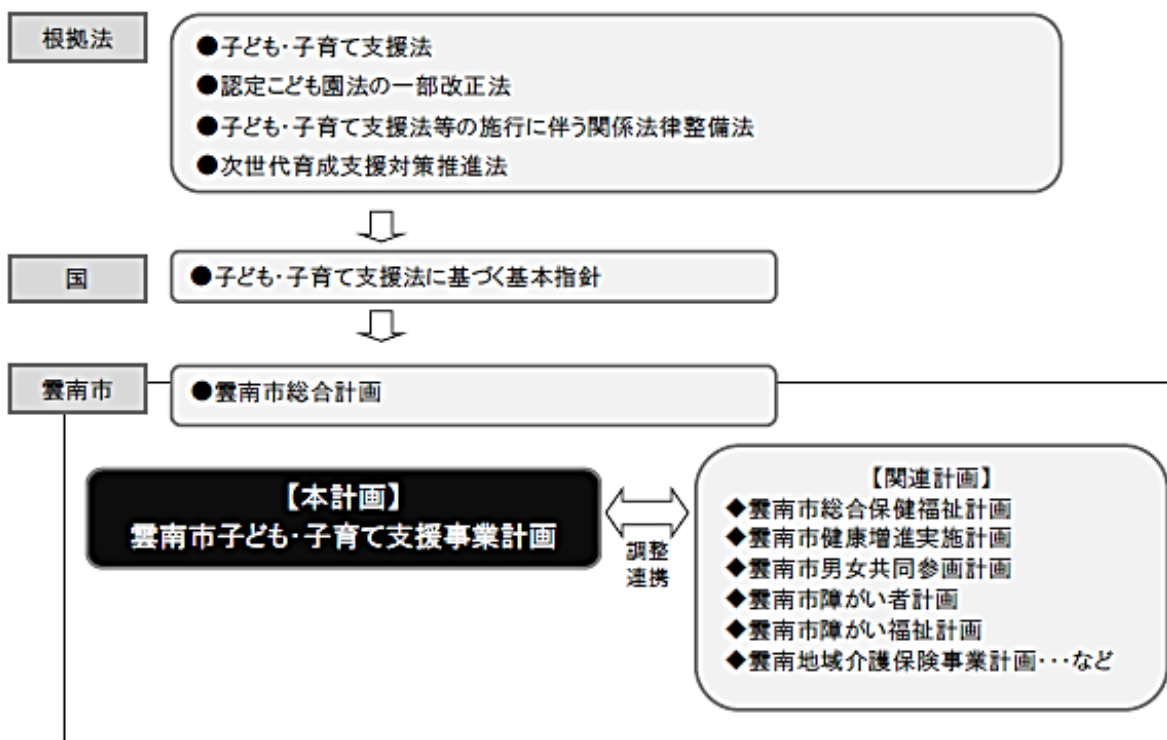 根拠法
●子ども・子育て支援法
●認定こども園法の一部改正法
●子ども・子育て支援法等の施行に伴う関係法律整備法
●次世代育成支援対策推進法
国
●子ども・子育て支援法に基づく基本指針
雲南市
●雲南市総合計画
【本計画】
雲南市子ども・子育て支援事業計画
調整
連携
【関連計画】
◆雲南市総合保健福祉計画
◆雲南市健康増進実施計画
◆雲南市男女共同参画計画
◆雲南市障がい者計画
◆雲南市障がい福祉計画
◆雲南地域介護保険事業計画・・・など